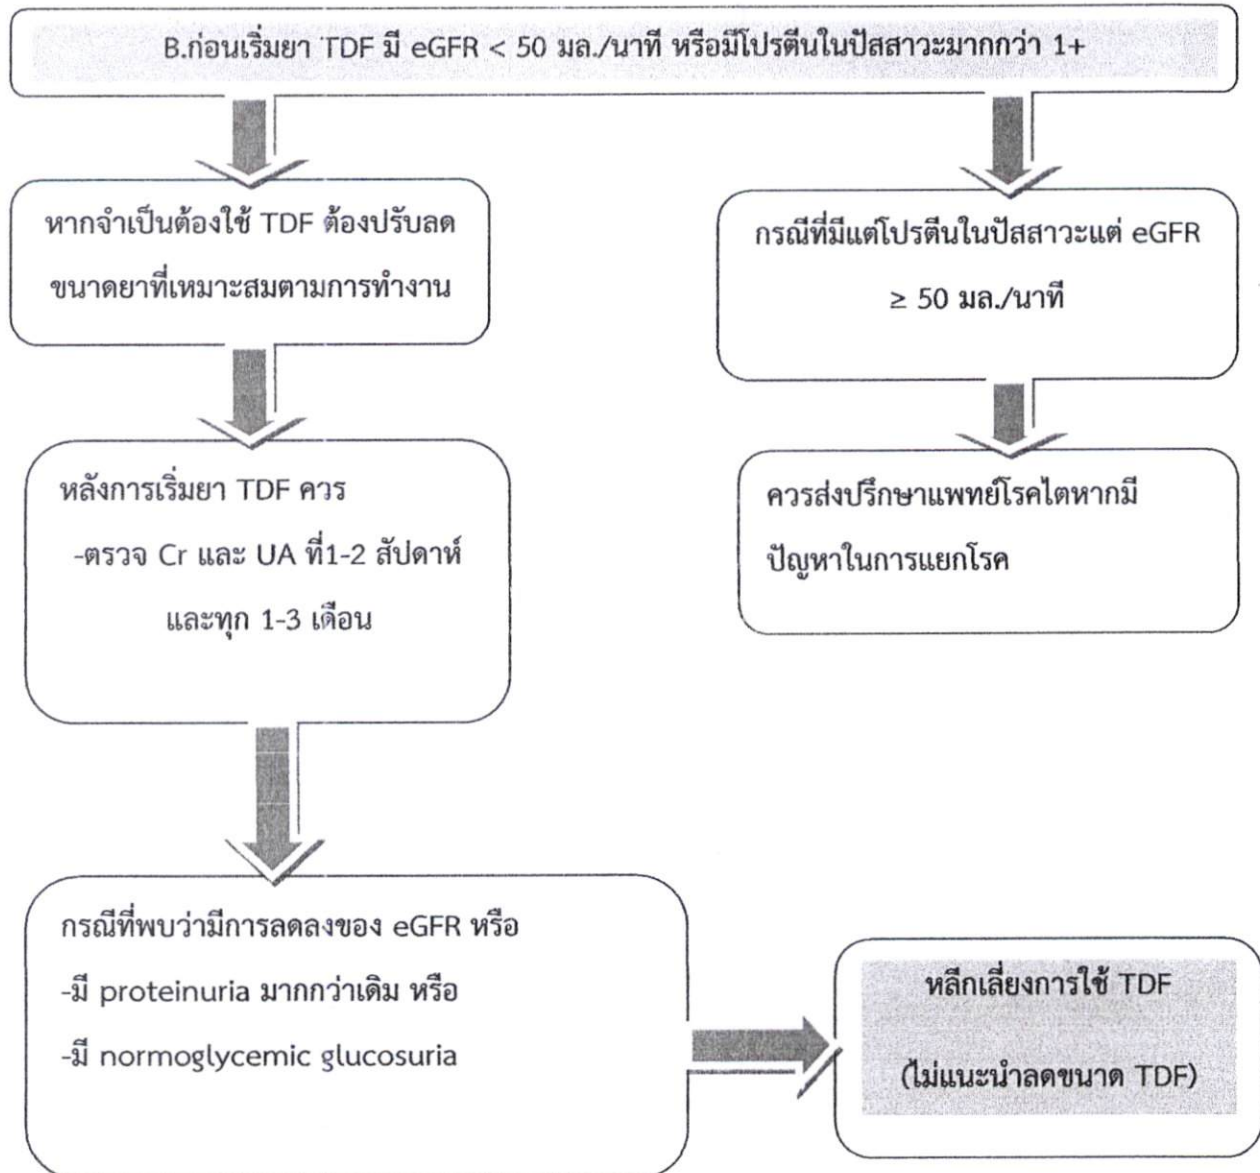 B.ก่อนเริ่มยา TDF มี eGFR < 50 มล./นาที หรือมีโปรตีนในปัสสาวะมากกว่า 1+
หากจำเป็นต้องใช้ TDF ต้องปรับลด
ขนาดยาที่เหมาะสมตามการทำงาน
กรณีที่มีแต่โปรตีนในปัสสาวะแต่ eGFR
≥ 50 มล./นาที
หลังการเริ่มยา TDF ควร
-ตรวจ Cr และ UA ที่1-2 สัปดาห์
และทุก 1-3 เดือน
ควรส่งปรึกษาแพทย์โรคไตหากมี
ปัญหาในการแยกโรค
กรณีที่พบว่ามีการลดลงของ eGFR หรือ
-มี proteinuria มากกว่าเดิม หรือ
-มี normoglycemic glucosuria
หลีกเลี่ยงการใช้ TDF
(ไม่แนะนำลดขนาด TDF)